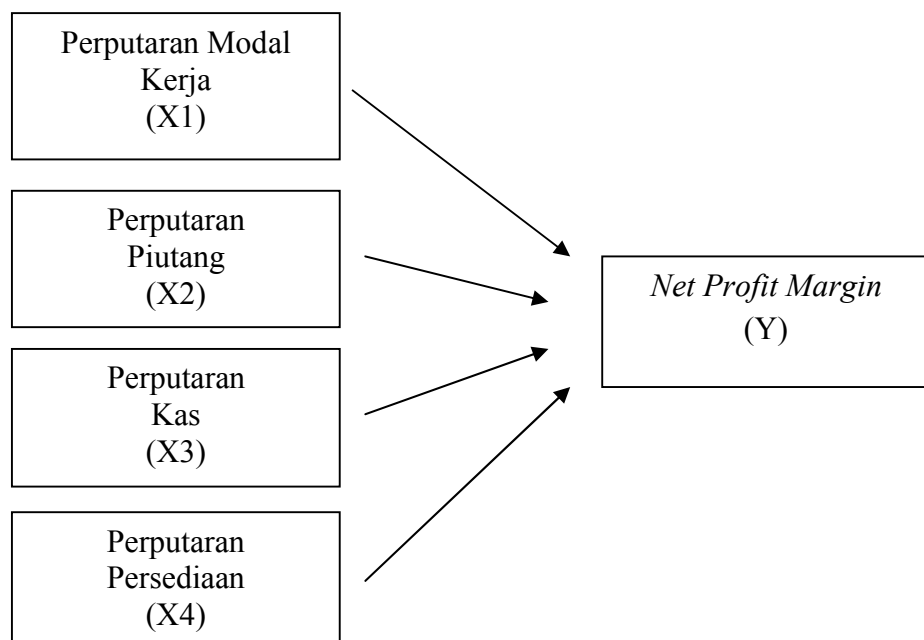 Perputaran Modal
Kerja
(X1)
Perputaran
Piutang
(X2)
Perputaran
Kas
(X3)
Perputaran
Persediaan
(X4)
Net Profit Margin
(Y)